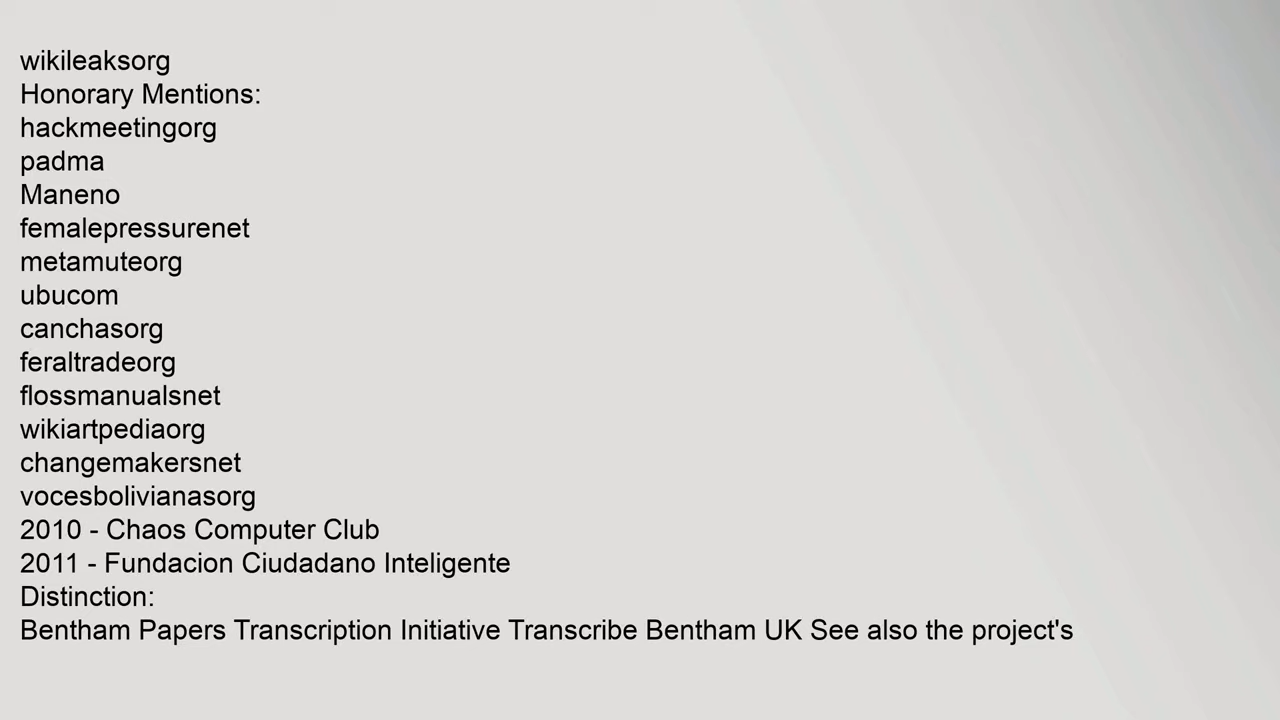 wikileaksorg
Honorary Mentions:
hackmeetingorg
padma
Maneno
femalepressurenet
metamuteorg
ubucom
canchasorg
feraltradeorg
flossmanualsnet
wikiartpediaorg
changemakersnet
vocesbolivianasorg
2010 - Chaos Computer Club
2011 - Fundacion Ciudadano Inteligente
Distinction:
Bentham Papers Transcription Initiative Transcribe Bentham UK See also the project's